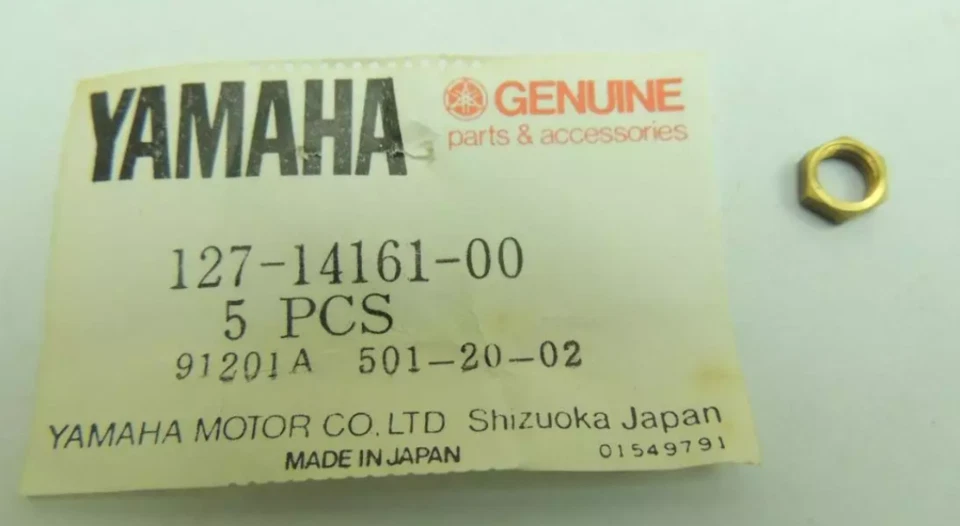 YAMAHA GENUINE
parts & accessories
127-14161-00
5 PCS
91201A 501-20-02
YAMAHA MOTOR CO. LTD Shizuoka Japan
MADE IN JAPAN 01549791